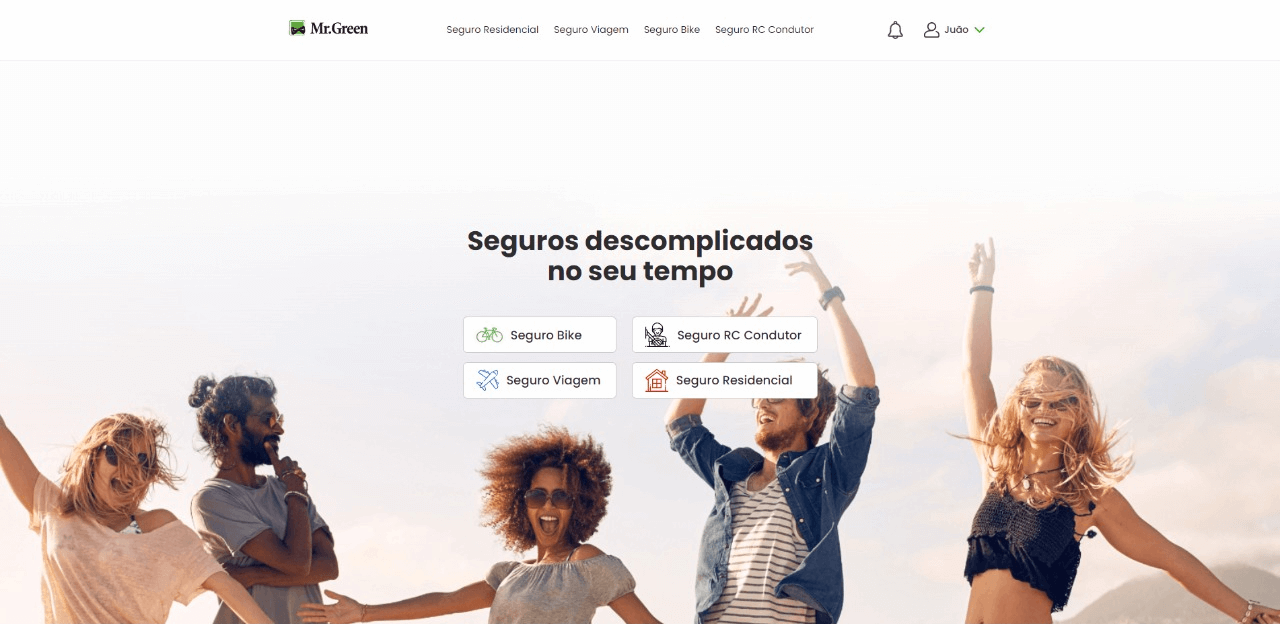 Mr.Green
Seguro Residencial
Seguro Viagem
Seguro Bike
Seguro RC Condutor
Juão
Seguros descomplicados
no seu tempo
Seguro Bike
Seguro RC Condutor
Seguro Viagem
Seguro Residencial